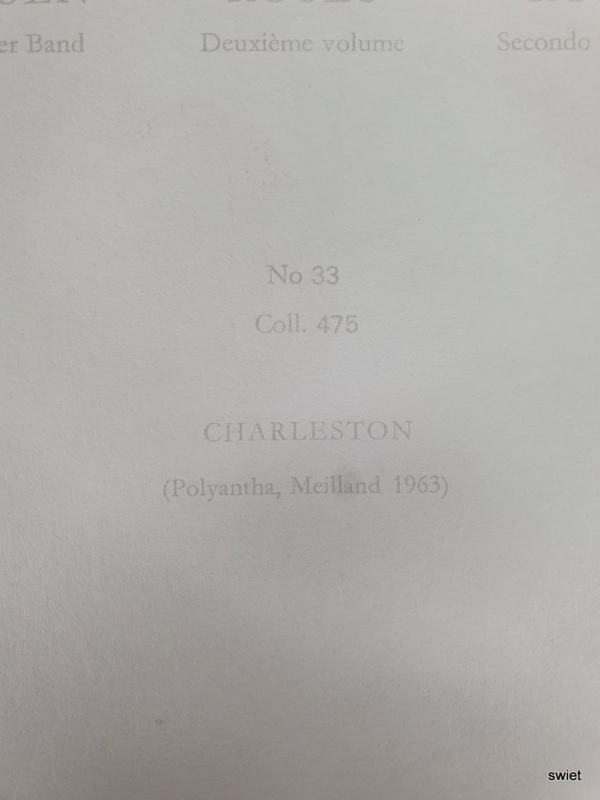 er Band Deuxième volume Secondo
No 33
Coll. 475
CHARLESTON
(Polyantha, Meilland 1963)
swiet